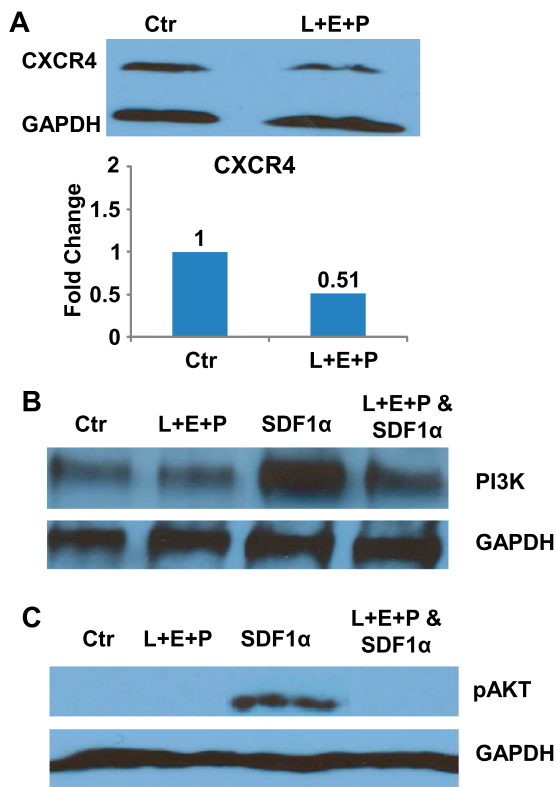 A
Ctr L+E+P
CXCR4
GAPDH
CXCR4
Fold Change
2
1.5
1
0.5
0
1
0.51
Ctr L+E+P
B
Ctr L+E+P SDF1α L+E+P &
SDF1α
PI3K
GAPDH
C
Ctr L+E+P SDF1α L+E+P &
SDF1α
pAKT
GAPDH